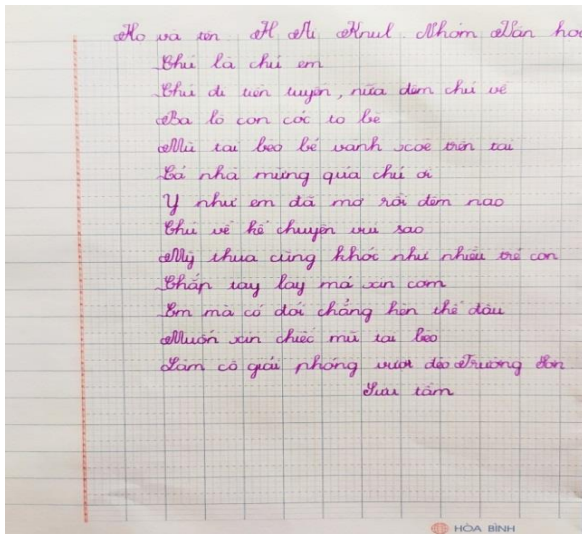 Họ và tên H Mi Knul Nhóm Văn học
Chú là chú em
Chú đi tiền tuyến, nửa đêm chú về
Ba lô con cóc to bè
Mũ tai bèo bẻ vành xoè trên tai
Cả nhà mừng quá chú ơi
Y như em đã mơ rồi đêm nao
Chú về kể chuyện vui sao
Mỹ thua cũng khóc như nhiều trẻ con
Chắp tay lạy má xin cơm
Em mà có đói chẳng hèn thế đâu
Muốn xin chiếc mũ tai bèo
Làm cô giải phóng vượt đèo Trường Sơn
Sưu tầm
HÒA BÌNH